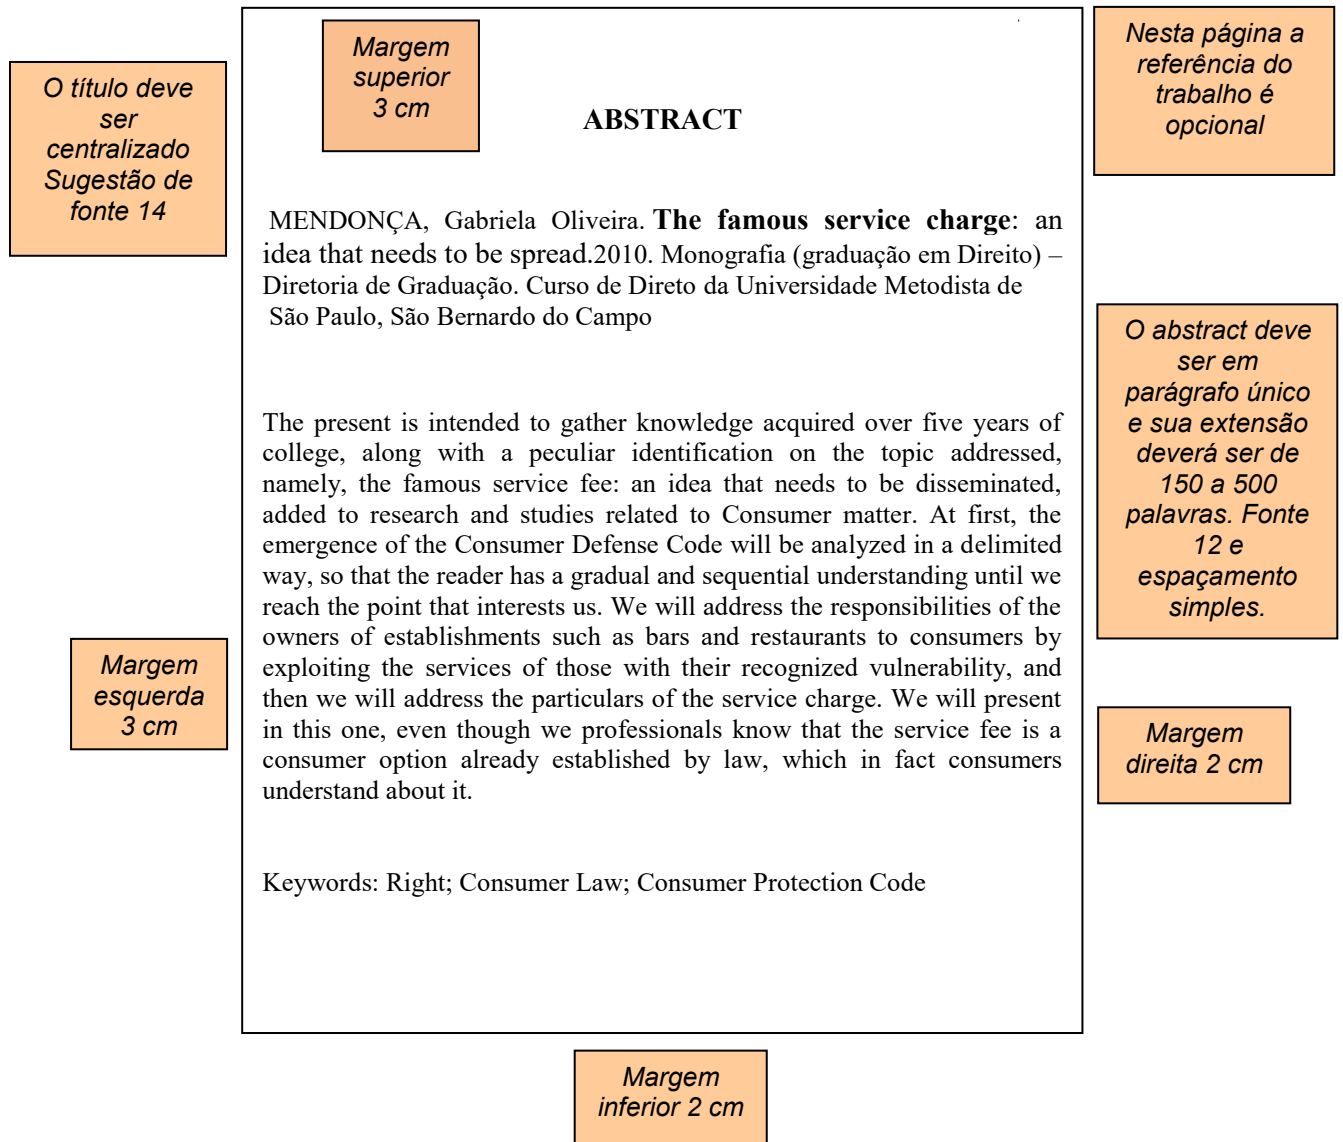 O título deve
ser
centralizado
Sugestão de
fonte 14
Margem
superior
3 cm
Nesta página a
referência do
trabalho é
opcional
ABSTRACT
MENDONÇA, Gabriela Oliveira. The famous service charge: an
idea that needs to be spread.2010. Monografia (graduação em Direito) –
Diretoria de Graduação. Curso de Direto da Universidade Metodista de
São Paulo, São Bernardo do Campo
O abstract deve
ser em
parágrafo único
e sua extensão
deverá ser de
150 a 500
palavras. Fonte
12 e
espaçamento
simples.
The present is intended to gather knowledge acquired over five years of
college, along with a peculiar identification on the topic addressed,
namely, the famous service fee: an idea that needs to be disseminated,
added to research and studies related to Consumer matter. At first, the
emergence of the Consumer Defense Code will be analyzed in a delimited
way, so that the reader has a gradual and sequential understanding until we
reach the point that interests us. We will address the responsibilities of the
owners of establishments such as bars and restaurants to consumers by
exploiting the services of those with their recognized vulnerability, and
then we will address the particulars of the service charge. We will present
in this one, even though we professionals know that the service fee is a
consumer option already established by law, which in fact consumers
understand about it.
Margem
esquerda
3 cm
Margem
direita 2 cm
Keywords: Right; Consumer Law; Consumer Protection Code
Margem
inferior 2 cm